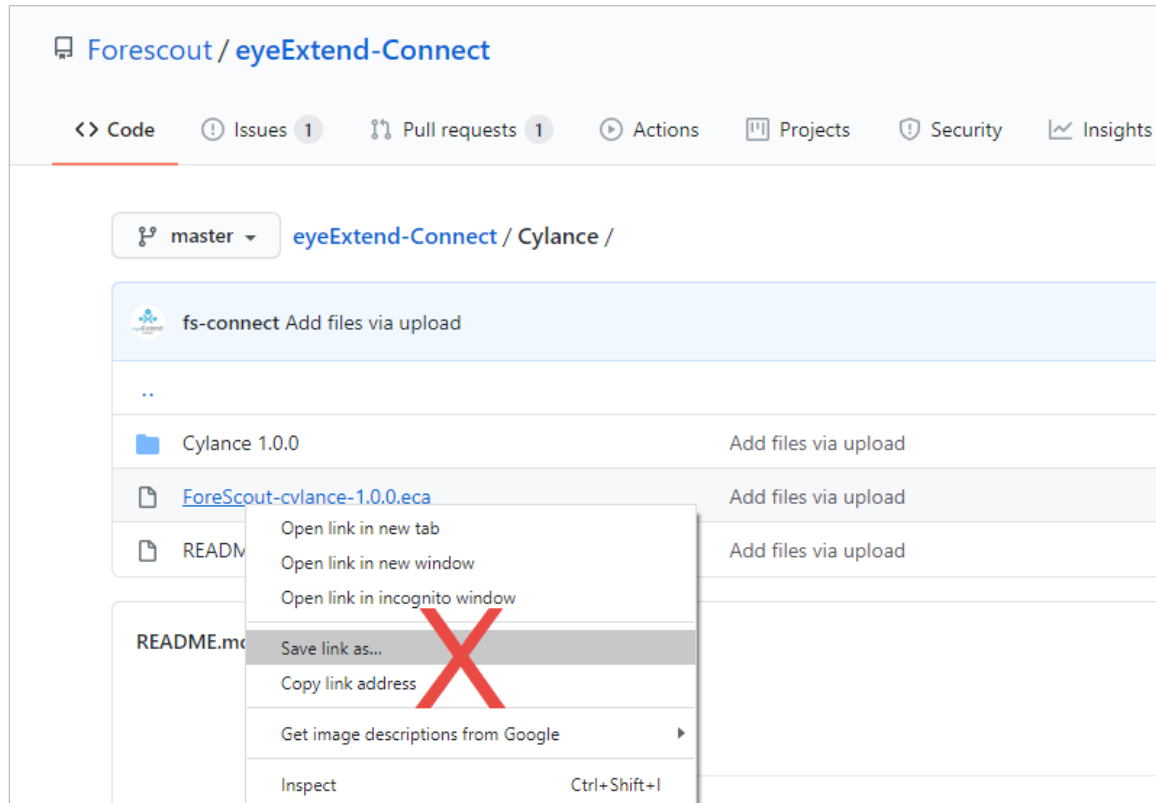 Forescout / eyeExtend-Connect
Code Issues 1 Pull requests 1 Actions Projects Security Insights
master eyeExtend-Connect / Cylance /
fs-connect Add files via upload
..
Cylance 1.0.0 Add files via upload
ForeScout-cylance-1.0.0.eca Add files via upload
READM Add files via upload
Open link in new tab
Open link in new window
Open link in incognito window
README.m
Save link as...
Copy link address
Get image descriptions from Google
Inspect Ctrl+Shift+I